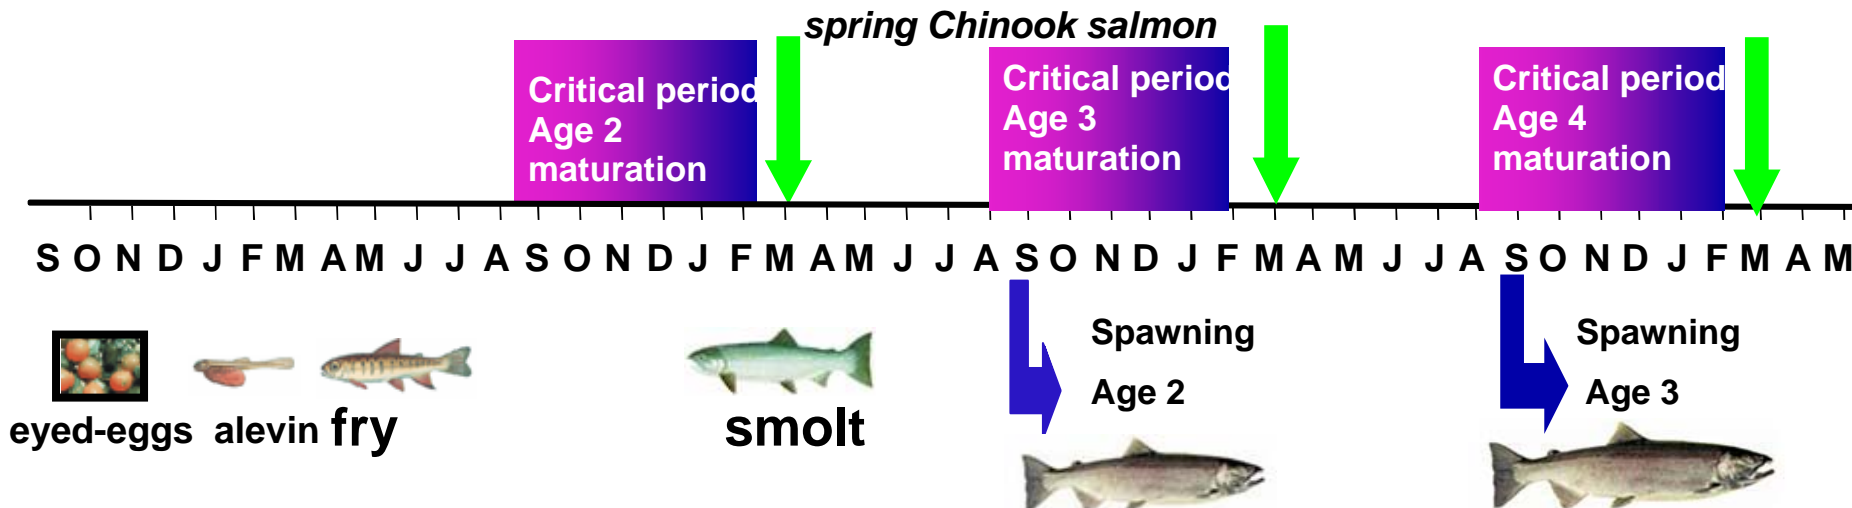 spring Chinook salmon
Critical period
Age 2
maturation
Critical period
Age 3
maturation
Critical period
Age 4
maturation
S O N D J F M A M J J A S O N D J F M A M J J A S O N D J F M A M J J A S O N D J F M A M
eyed-eggs alevin fry smolt
Spawning
Age 2
Spawning
Age 3